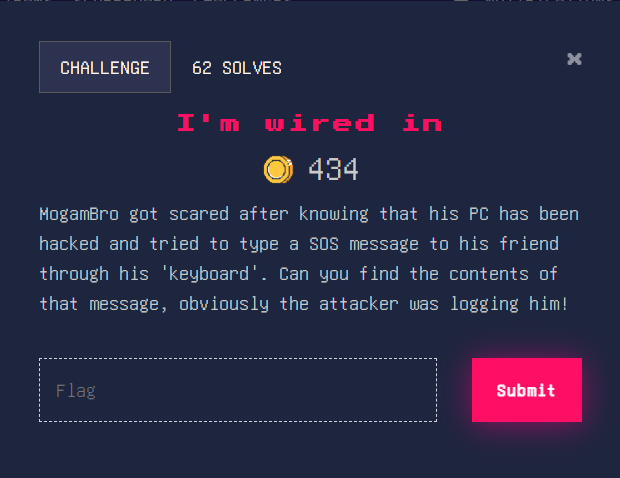 CHALLENGE
62 SOLVES
×
I'm wired in
434
MogamBro got scared after knowing that his PC has been
hacked and tried to type a SOS message to his friend
through his 'keyboard'. Can you find the contents of
that message, obviously the attacker was logging him!
Flag
Submit